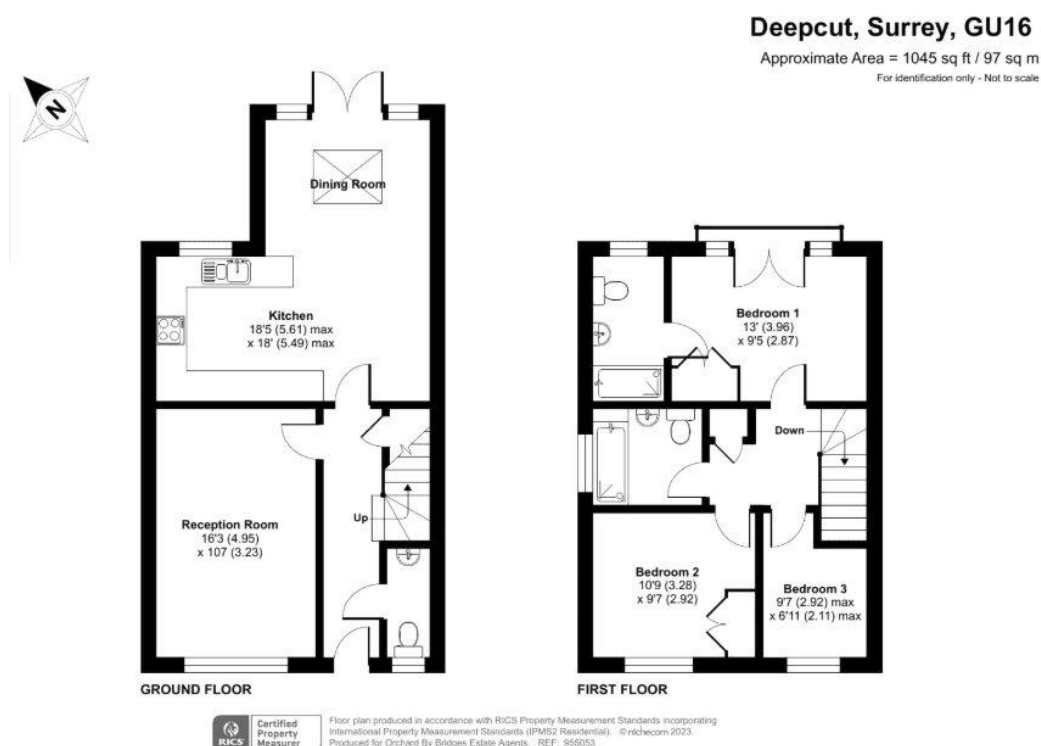 Deepcut, Surrey, GU16
Approximate Area = 1045 sq ft / 97 sq m
For identification only - Not to scale
N
Dining Room
Kitchen
18'5 (5.61) max
x 18' (5.49) max
Reception Room
16'3 (4.95)
x 107 (3.23)
Up
GROUND FLOOR
Bedroom 1
13' (3.96)
x 9'5 (2.87)
Down
Bedroom 2
10'9 (3.28)
x 9'7 (2.92)
Bedroom 3
9'7 (2.92) max
x 6'11 (2.11) max
FIRST FLOOR
RICS
Certified
Property
Measurer
Floor plan produced in accordance with RICS Property Measurement Standards incorporating
International Property Measurement Standards (IPMS2 Residential). © ntchecom 2023.
Produced for Orchard By Bridges Estate Agents. REF: 955053